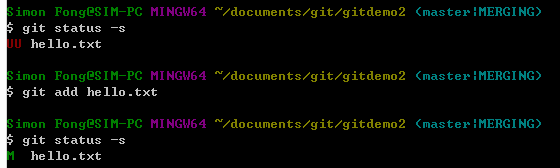 Simon Fong@SIM-PC MINGW64 ~/documents/git/gitdemo2 (master|MERGING)
$ git status -s
UU hello.txt
Simon Fong@SIM-PC MINGW64 ~/documents/git/gitdemo2 (master|MERGING)
$ git add hello.txt
Simon Fong@SIM-PC MINGW64 ~/documents/git/gitdemo2 (master|MERGING)
$ git status -s
M  hello.txt